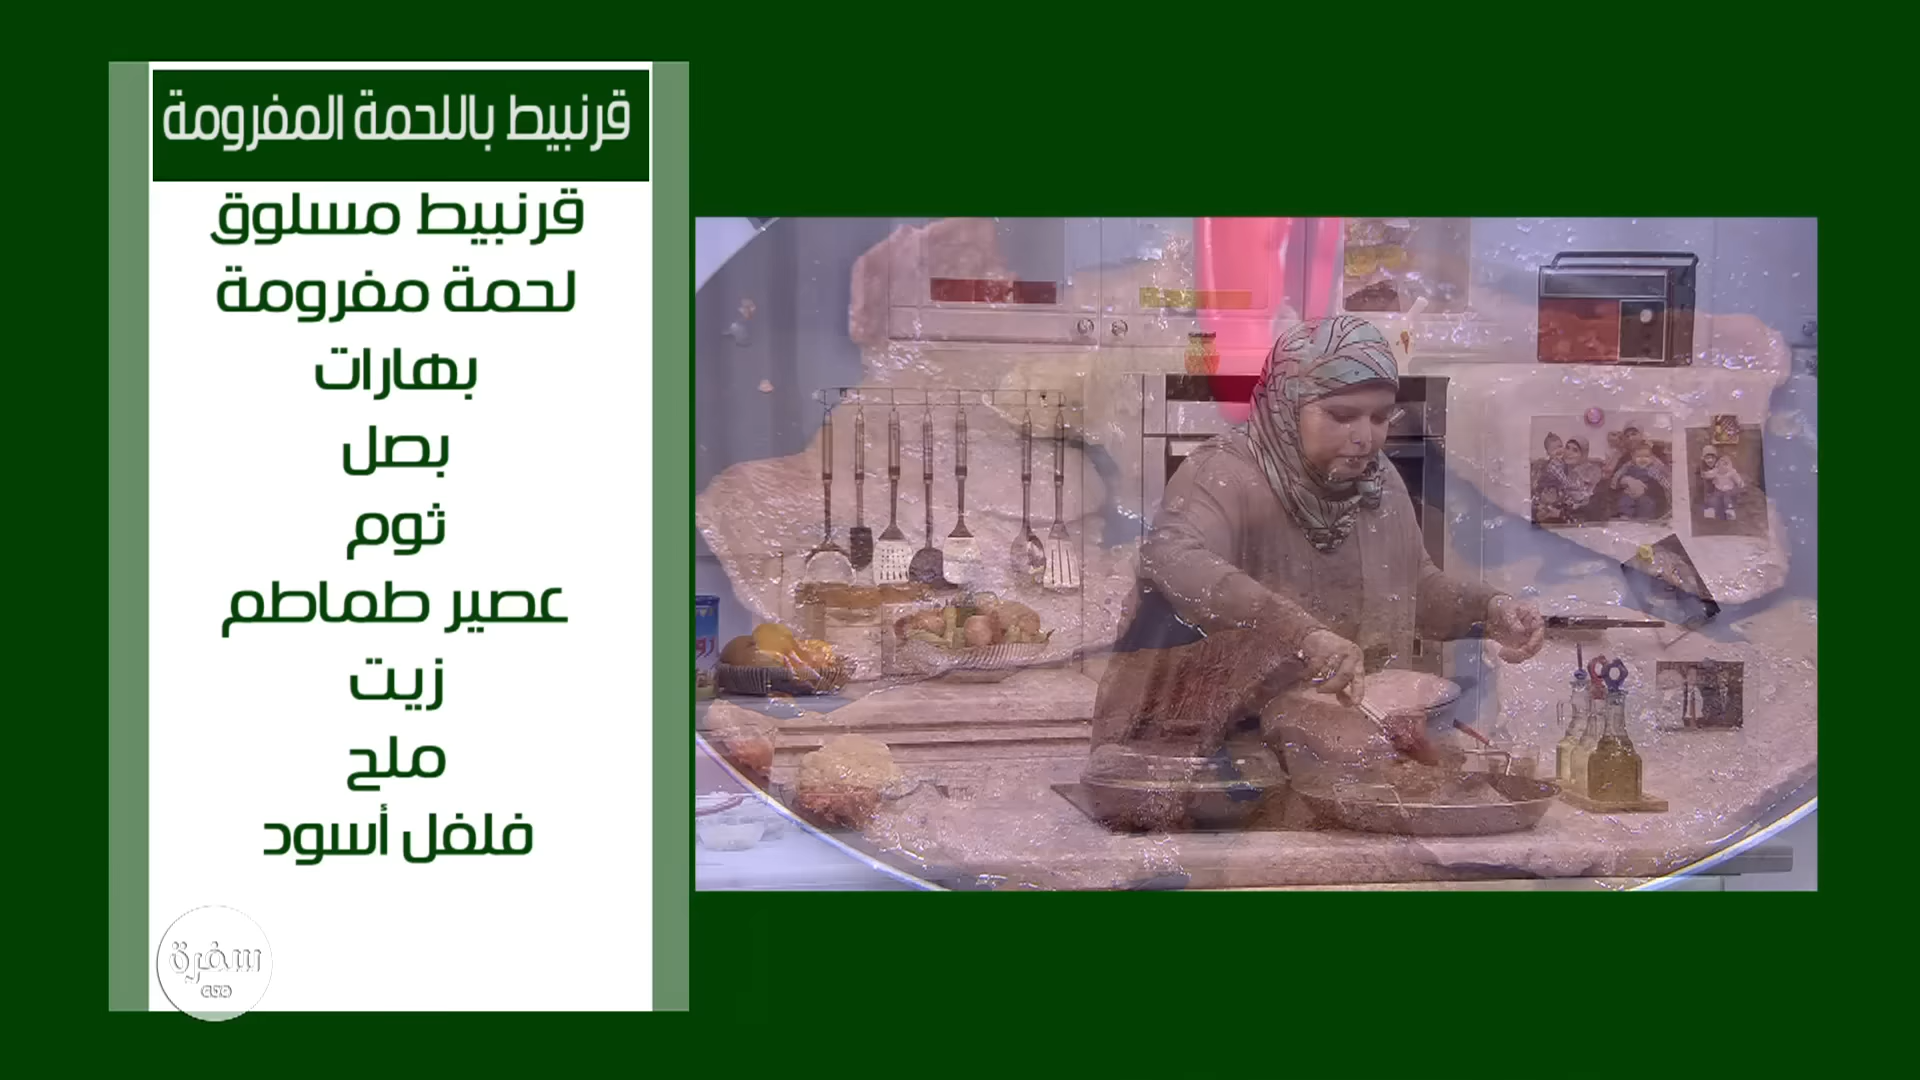 قرنبيط باللحمة المفرومة
قرنبيط مسلوق
لحمة مفرومة
بهارات
بصل
ثوم
عصير طماطم
زيت
ملح
فلفل أسود
سفرة